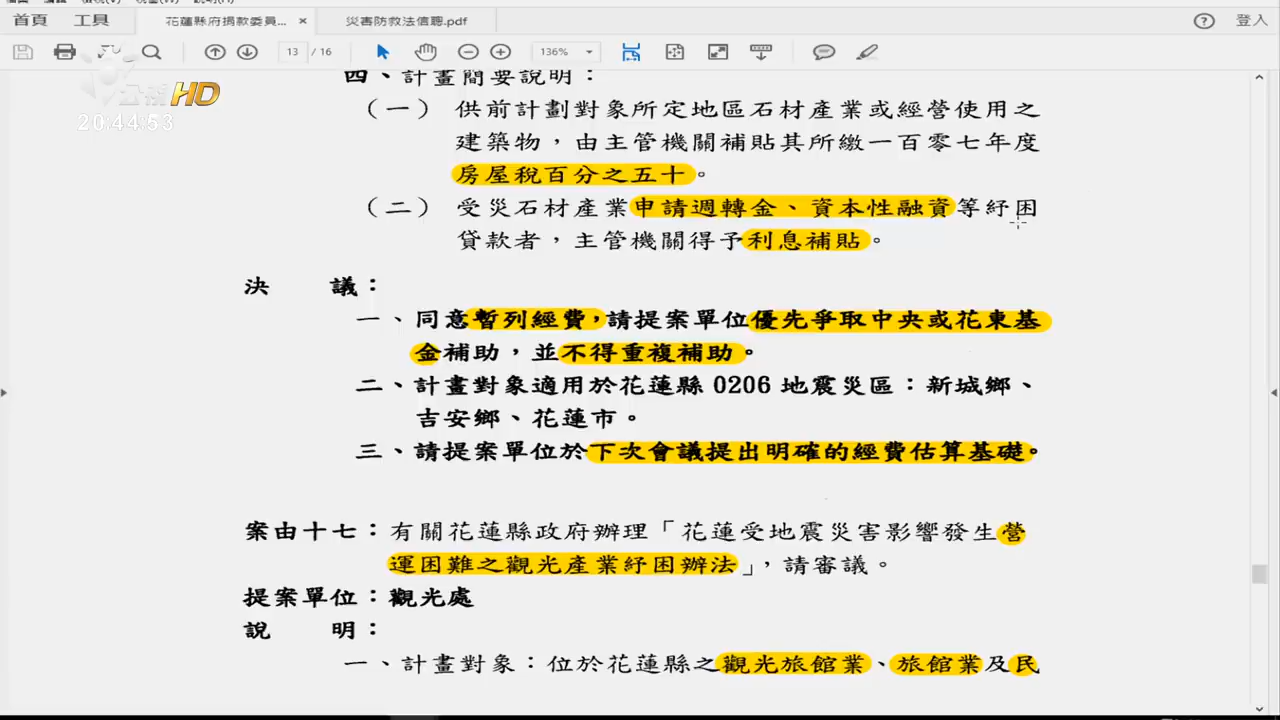 首頁 工具 花蓮縣府捐款委員... × 災害防救法信聰.pdf 登入
13 / 16 136%
公視HD
20:44:53
四、計畫簡要說明：
（一） 供前計劃對象所定地區石材產業或經營使用之
建築物，由主管機關補貼其所繳一百零七年度
房屋稅百分之五十。
（二） 受災石材產業申請週轉金、資本性融資等紓困
貸款者，主管機關得予利息補貼。
決 議：
一、同意暫列經費，請提案單位優先爭取中央或花東基
金補助，並不得重複補助。
二、計畫對象適用於花蓮縣 0206 地震災區：新城鄉、
吉安鄉、花蓮市。
三、請提案單位於下次會議提出明確的經費估算基礎。
案由十七：有關花蓮縣政府辦理「花蓮受地震災害影響發生營
運困難之觀光產業紓困辦法」，請審議。
提案單位：觀光處
說 明：
一、計畫對象：位於花蓮縣之觀光旅館業、旅館業及民